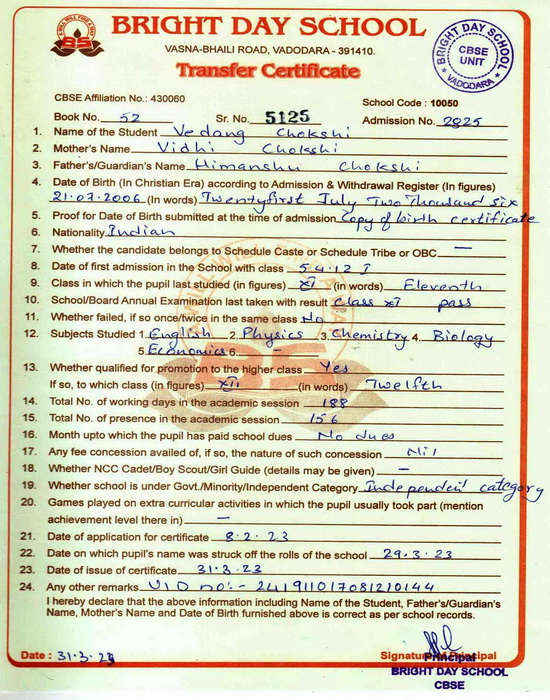 BRIGHT DAY SCHOOL
VASNA-BHAILI ROAD, VADODARA - 391410.
Transfer Certificate
BRIGHT DAY SCHOOL
CBSE
UNIT
VADODARA
CBSE Affiliation No.: 430060
School Code : 10050
Book No. 52 Sr. No. 5125 Admission No. 2825
1. Name of the Student Vedang Chokshi
2. Mother's Name Vidhi Chokshi
3. Father's/Guardian's Name Himanshu Chokshi
4. Date of Birth (In Christian Era) according to Admission & Withdrawal Register (In figures)
21.07.2006 (In words) Twentyfirst July Two Thousand six
5. Proof for Date of Birth submitted at the time of admission Copy of birth certificate
6. Nationality Indian
7. Whether the candidate belongs to Schedule Caste or Schedule Tribe or OBC —
8. Date of first admission in the School with class 5.4.12 I
9. Class in which the pupil last studied (in figures) XI (in words) Eleventh
10. School/Board Annual Examination last taken with result Class XI pass
11. Whether failed, if so once/twice in the same class No
12. Subjects Studied 1. English 2. Physics 3. Chemistry 4. Biology
5. Economics 6. -
13. Whether qualified for promotion to the higher class Yes
If so, to which class (in figures) XII (in words) Twelfth
14. Total No. of working days in the academic session 188
15. Total No. of presence in the academic session 156
16. Month upto which the pupil has paid school dues No dues
17. Any fee concession availed of, if so, the nature of such concession Nil
18. Whether NCC Cadet/Boy Scout/Girl Guide (details may be given) —
19. Whether school is under Govt./Minority/Independent Category Independent category
20. Games played on extra curricular activities in which the pupil usually took part (mention
achievement level there in) —
21. Date of application for certificate 8.2.23
22. Date on which pupil's name was struck off the rolls of the school 29.3.23
23. Date of issue of certificate 31.3.23
24. Any other remarks UID no:- 241911017081210144
I hereby declare that the above information including Name of the Student, Father's/Guardian's
Name, Mother's Name and Date of Birth furnished above is correct as per school records.
Date : 31.3.23
Signature of Principal
Principal
BRIGHT DAY SCHOOL
CBSE